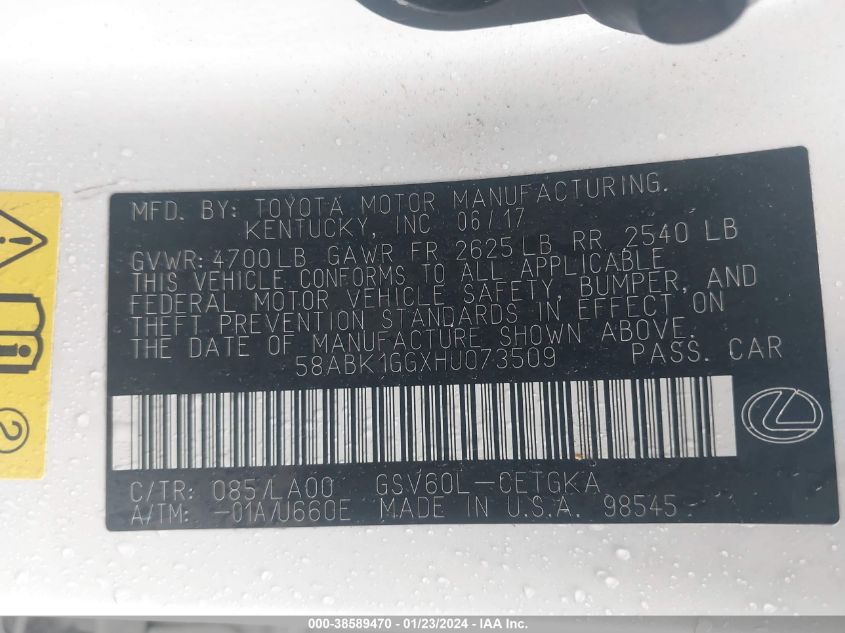 MFD. BY: TOYOTA MOTOR MANUFACTURING.
KENTUCKY, INC 06/17
GVWR: 4700LB GAWR FR 2625LB RR 2540 LB
THIS VEHICLE CONFORMS TO ALL APPLICABLE
FEDERAL MOTOR VEHICLE SAFETY, BUMPER, AND
THEFT PREVENTION STANDARDS IN EFFECT ON
THE DATE OF MANUFACTURE SHOWN ABOVE.
58ABK1GGXHU073509 PASS. CAR
C/TR: 085/LA00 GSV60L-CETGKA
A/TM: -01A/U660E MADE IN U.S.A. 98545-
2
000-38589470 - 01/23/2024 - IAA Inc.